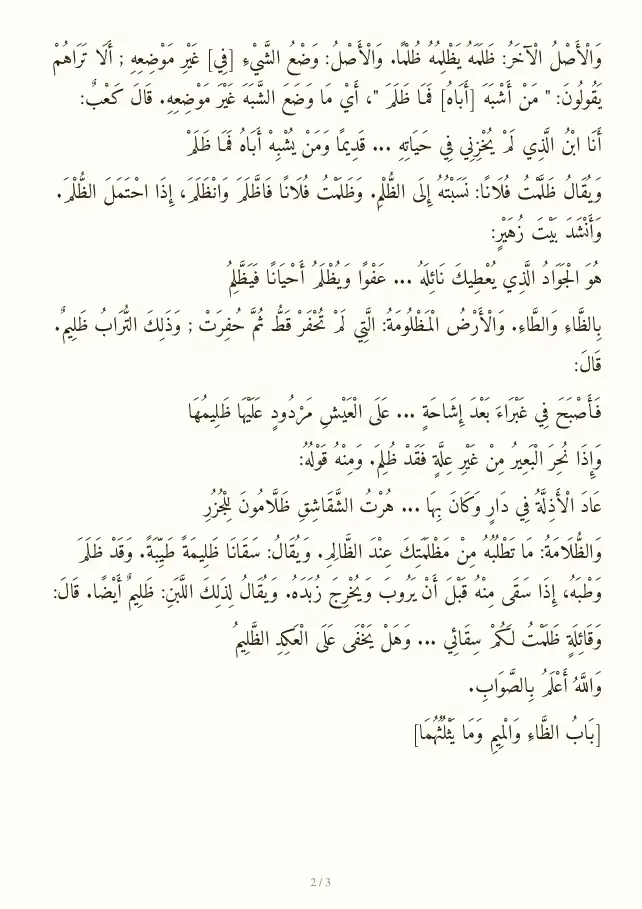 وَالْأَصْلُ الْآخَرُ: ظَلَمَهُ يَظْلِمُهُ ظُلْمًا. وَالْأَصْلُ: وَضْعُ الشَّيْءِ [فِي] غَيْرِ مَوْضِعِهِ ; أَلَا تَرَاهُمْ
يَقُولُونَ: " مَنْ أَشْبَهَ [أَبَاهُ] فَمَا ظَلَمَ "، أَيْ مَا وَضَعَ الشَّبَهَ غَيْرَ مَوْضِعِهِ. قَالَ كَعْبٌ:
أَنَا ابْنُ الَّذِي لَمْ يُخْزِنِي فِي حَيَاتِهِ ... قَدِيمًا وَمَنْ يُشْبِهْ أَبَاهُ فَمَا ظَلَمْ
وَيُقَالُ ظَلَّمْتُ فُلَانًا: نَسَبْتُهُ إِلَى الظُّلْمِ. وَظَلَمْتُ فُلَانًا فَاظَّلَمَ وَانْظَلَمَ، إِذَا احْتَمَلَ الظُّلْمَ.
وَأَنْشَدَ بَيْتَ زُهَيْرٍ:
هُوَ الْجَوَادُ الَّذِي يُعْطِيكَ نَائِلَهُ ... عَفْوًا وَيُظْلَمُ أَحْيَانًا فَيَظَّلِمُ
بِالظَّاءِ وَالطَّاءِ. وَالْأَرْضُ الْمَظْلُومَةُ: الَّتِي لَمْ تُحْفَرْ قَطُّ ثُمَّ حُفِرَتْ ; وَذَلِكَ التُّرَابُ ظَلِيمٌ.
قَالَ:
فَأَصْبَحَ فِي غَبْرَاءَ بَعْدَ إِشَاحَةٍ ... عَلَى الْعَيْشِ مَرْدُودٍ عَلَيْهَا ظَلِيمُهَا
وَإِذَا نُحِرَ الْبَعِيرُ مِنْ غَيْرِ عِلَّةٍ فَقَدْ ظُلِمَ. وَمِنْهُ قَوْلُهُ:
عَادَ الْأَذِلَّةُ فِي دَارٍ وَكَانَ بِهَا ... هُرْتُ الشَّقَاشِقِ ظَلَّامُونَ لِلْجُزُرِ
وَالظُّلَامَةُ: مَا تَطْلُبُهُ مِنْ مَظْلَمَتِكَ عِنْدَ الظَّالِمِ. وَيُقَالُ: سَقَانَا ظَلِيمَةً طَيِّبَةً. وَقَدْ ظَلَمَ
وَطْبَهُ، إِذَا سَقَى مِنْهُ قَبْلَ أَنْ يَرُوبَ وَيُخْرِجَ زُبَدَهُ. وَيُقَالُ لِذَلِكَ اللَّبَنِ: ظَلِيمٌ أَيْضًا. قَالَ:
وَقَائِلَةٍ ظَلَمْتُ لَكُمْ سِقَائِي ... وَهَلْ يَخْفَى عَلَى الْعَكِدِ الظَّلِيمُ
وَاللَّهُ أَعْلَمُ بِالصَّوَابِ.
[بَابُ الظَّاءِ وَالْمِيمِ وَمَا يَثْلُثُهُمَا]
2 / 3